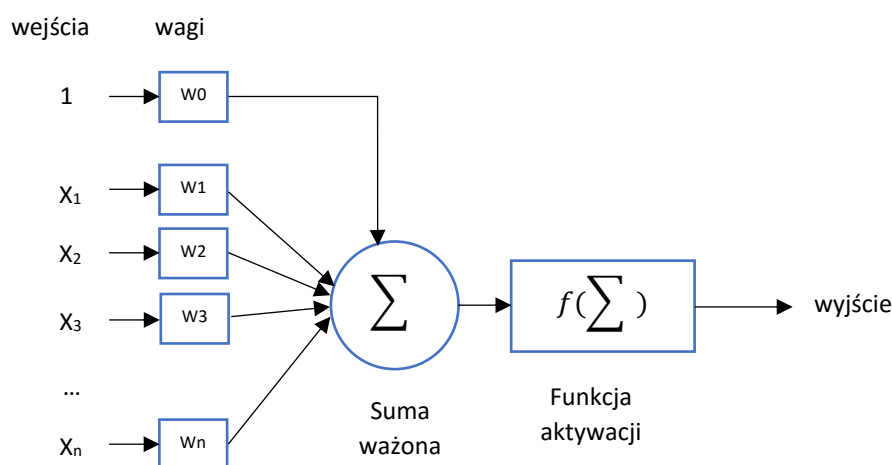 wejścia wagi
1 W0
X₁ W1
X₂ W2
X₃ W3
∑ f(∑ ) wyjście
...
Xₙ Wn
Suma
ważona
Funkcja
aktywacji